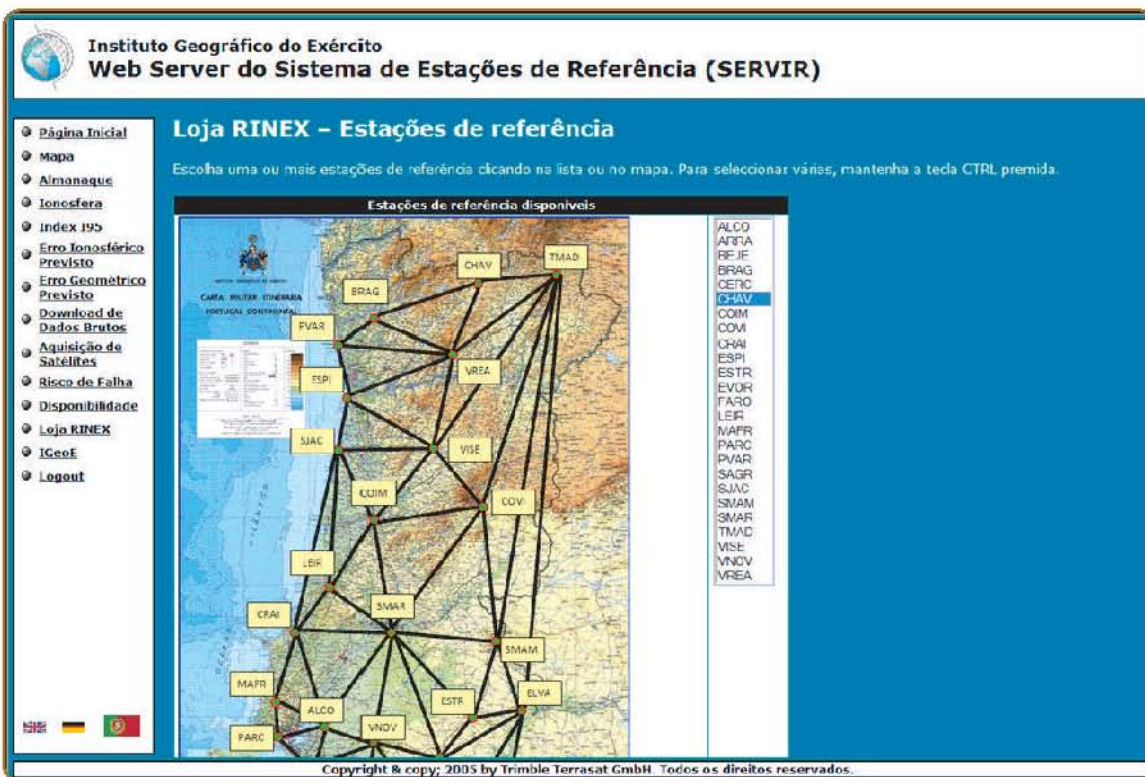 Instituto Geográfico do Exército
Web Server do Sistema de Estações de Referência (SERVIR)
Página Inicial
Mapa
Almanaque
Ionosfera
Index I95
Erro Ionosférico
Previsto
Erro Geométrico
Previsto
Download de
Dados Brutos
Aquisição de
Satélites
Risco de Falha
Disponibilidade
Loja RINEX
IGeoE
Logout
Loja RINEX – Estações de referência
Escolha uma ou mais estações de referência clicando na lista ou no mapa. Para seleccionar várias, mantenha a tecla CTRL premida.
Estações de referência disponíveis
CARTA MILITAR ITINERÁRIA
PORTUGAL CONTINENTAL
CHAV
TMAD
BRAG
PVAR
VREA
ESPI
SJAC
VISE
COIM
COVI
LEIR
SMAR
CRAI
SMAM
MAFR
ELVA
ESTR
ALCO
VNOV
PARC
ALCO
ARRA
BEJE
BRAG
CERC
CHAV
COIM
COVI
CRAI
ESPI
ESTR
EVOR
FARO
LEIR
MAFR
PARC
PVAR
SAGR
SJAC
SMAM
SMAR
TMAD
VISE
VNOV
VREA
Copyright & copy; 2005 by Trimble Terrasat GmbH. Todos os direitos reservados.